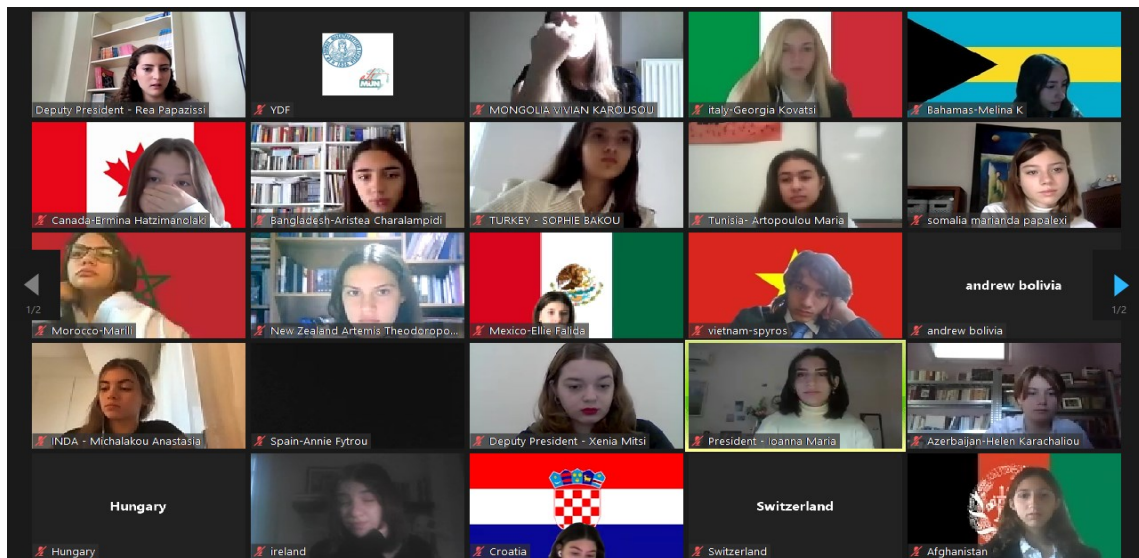 Deputy President - Rea Papazissi
YDF
MONGOLIA VIVIAN KAROUSOU
italy-Georgia Kovatsi
Bahamas-Melina K
Canada-Ermina Hatzimanolaki
Bangladesh-Aristea Charalampidi
TURKEY - SOPHIE BAKOU
Tunisia- Artopoulou Maria
somalia marianda papalexi
1/2
Morocco-Marili
New Zealand Artemis Theodoropo...
Mexico-Ellie Falida
vietnam-spyros
andrew bolivia
andrew bolivia
1/2
INDA - Michalakou Anastasia
Spain-Annie Fytrou
Deputy President - Xenia Mitsi
President - Ioanna Maria
Azerbaijan-Helen Karachaliou
Hungary
Hungary
ireland
Croatia
Switzerland
Switzerland
Afghanistan